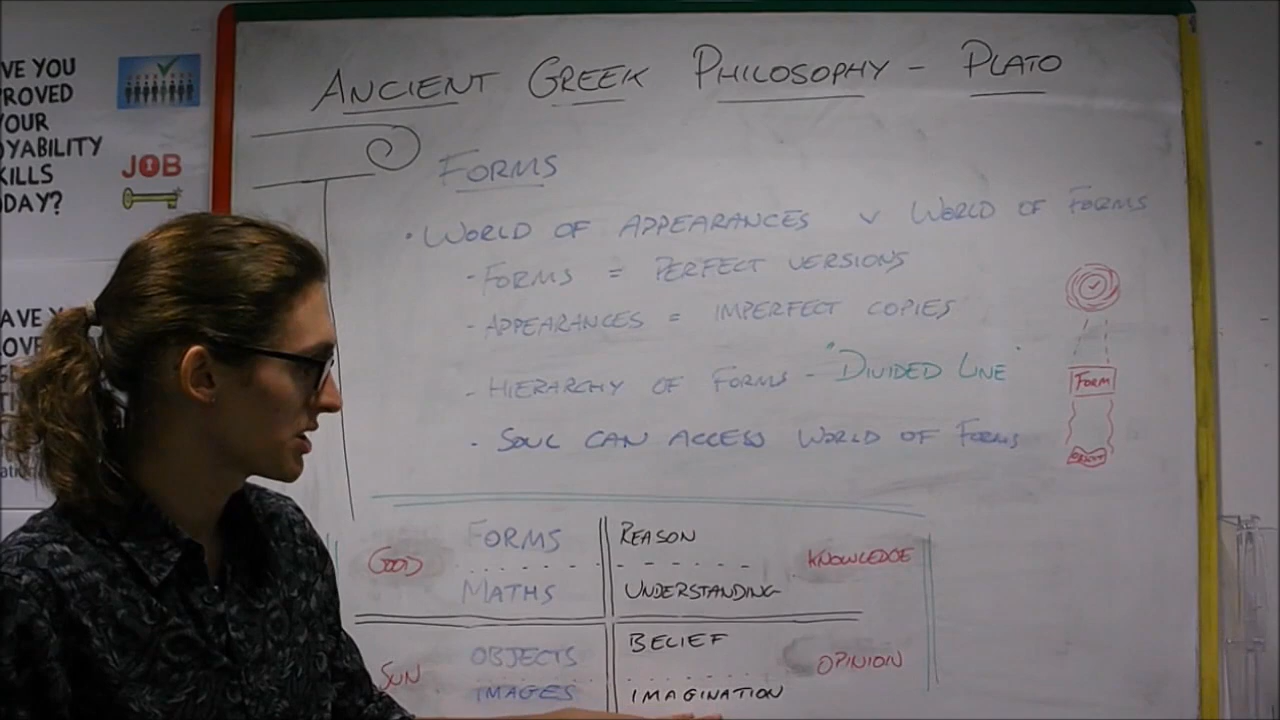 VE YOU
ROVED
YOUR
OYABILITY
KILLS
DAY?
JOB
ANCIENT GREEK PHILOSOPHY - PLATO
FORMS
• WORLD OF APPEARANCES V WORLD OF FORMS
- FORMS = PERFECT VERSIONS
- APPEARANCES = IMPERFECT COPIES
- HIERARCHY OF FORMS - "DIVIDED LINE"
- SOUL CAN ACCESS WORLD OF FORMS
FORM
OBJECT
GOOD FORMS REASON KNOWLEDGE
MATHS UNDERSTANDING
SUN OBJECTS BELIEF OPINION
IMAGES IMAGINATION